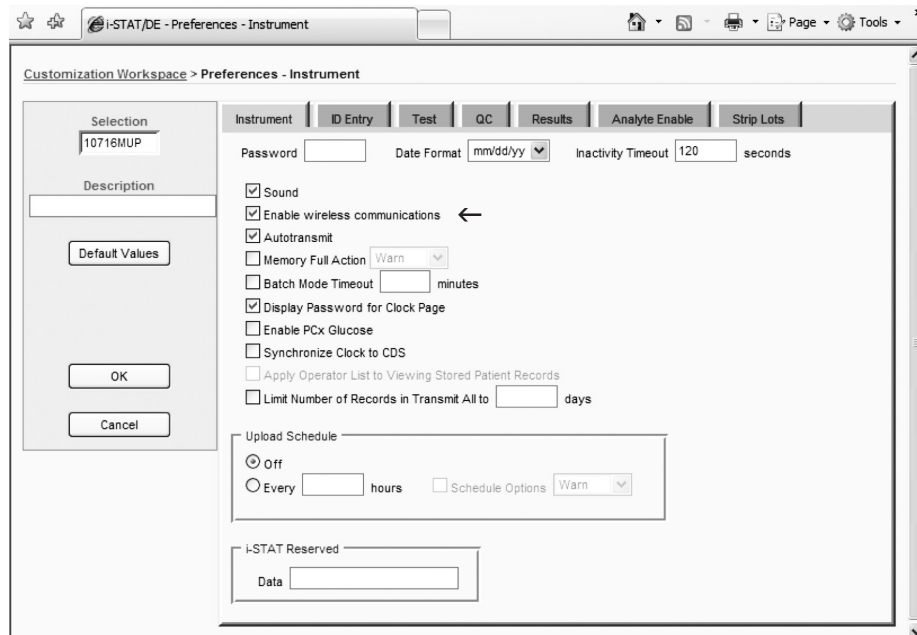 i-STAT/DE - Preferences - Instrument
Page
Tools
Customization Workspace > Preferences - Instrument
Selection
10716MUP
Description
Default Values
OK
Cancel
Instrument ID Entry Test QC Results Analyte Enable Strip Lots
Password Date Format mm/dd/yy Inactivity Timeout 120 seconds
Sound
Enable wireless communications
Autotransmit
Memory Full Action Warn
Batch Mode Timeout minutes
Display Password for Clock Page
Enable PCx Glucose
Synchronize Clock to CDS
Apply Operator List to Viewing Stored Patient Records
Limit Number of Records in Transmit All to days
Upload Schedule
Off
Every hours Schedule Options Warn
i-STAT Reserved
Data